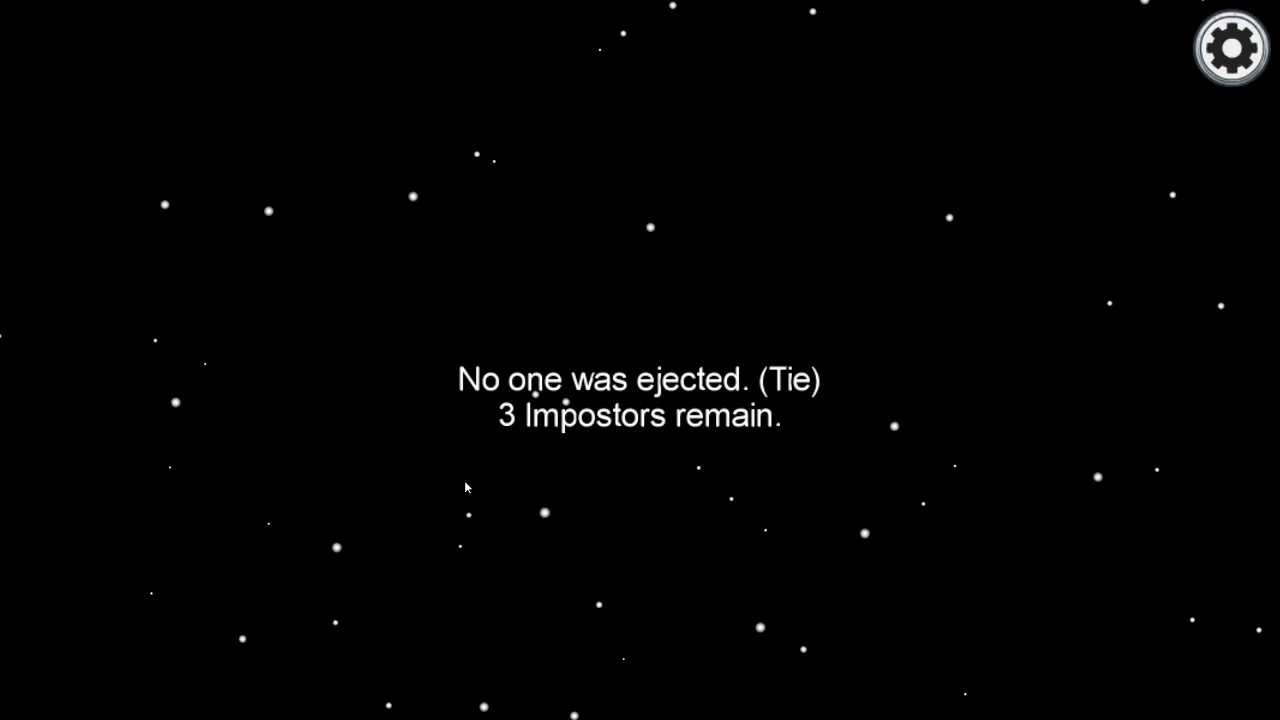 No one was ejected. (Tie)
3 Impostors remain.